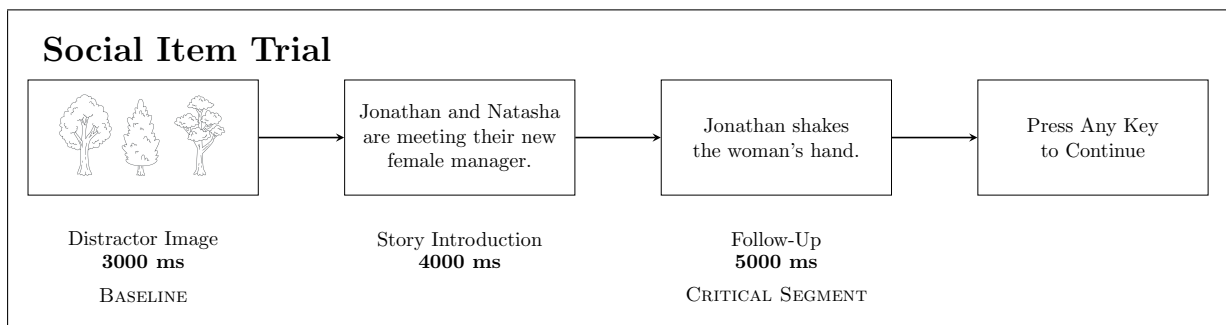 Social Item Trial
Jonathan and Natasha
are meeting their new
female manager.
Jonathan shakes
the woman's hand.
Press Any Key
to Continue
Distractor Image
3000 ms
BASELINE
Story Introduction
4000 ms
Follow-Up
5000 ms
CRITICAL SEGMENT